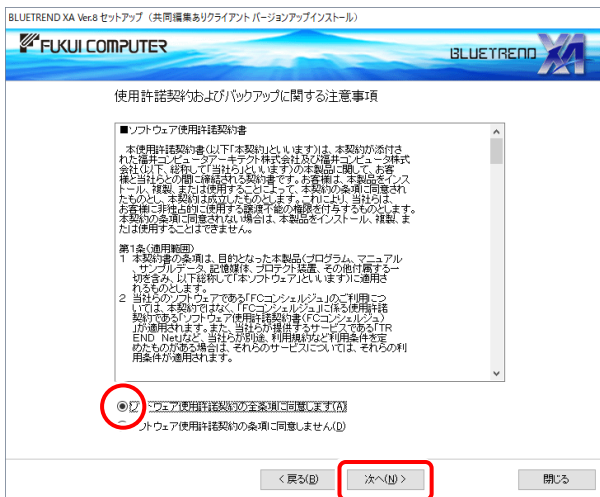 BLUETREND XA Ver.8 セットアップ（共同編集ありクライアント バージョンアップインストール）
FUKUI COMPUTER
BLUETREND XA
使用許諾契約およびバックアップに関する注意事項
■ソフトウェア使用許諾契約書
本使用許諾契約書（以下「本契約」といいます）は、本契約が添付さ
れた福井コンピュータアーキテクト株式会社及び福井コンピュータ株式
会社（以下、総称して「当社ら」といいます）の本製品に関して、お客
様と当社らとの間に締結される契約書です。お客様は、本製品をインス
トール、複製、または使用することによって、本契約の条項に同意され
たものとし、本契約は成立したものとします。これにより、当社らは、
お客様に非独占的に使用する譲渡不能の権限を付与するものとします。
本契約の条項に同意されない場合は、本製品をインストール、複製、ま
たは使用することはできません。
第1条（適用範囲）
1 本契約書の条項は、目的となった本製品（プログラム、マニュアル
、サンプルデータ、記憶媒体、プロテクト装置、その他付属する一
切を含み、以下総称して「本ソフトウェア」といいます）に適用さ
れるものとします。
2 当社らのソフトウェアである「FCコンシェルジュ」のご利用につ
いては、本契約ではなく、「FCコンシェルジュ」に係る使用許諾
契約である「ソフトウェア使用許諾契約書（FCコンシェルジュ）
」が適用されます。また、当社らが提供するサービスである「TR
END Net」など、当社らが別途、利用規約など利用条件を定
めたものがある場合は、それらのサービスについては、それらの利
用条件が適用されます。
ソフトウェア使用許諾契約の全条項に同意します(A)
フトウェア使用許諾契約の条項に同意しません(D)
< 戻る(B)
次へ(N) >
閉じる